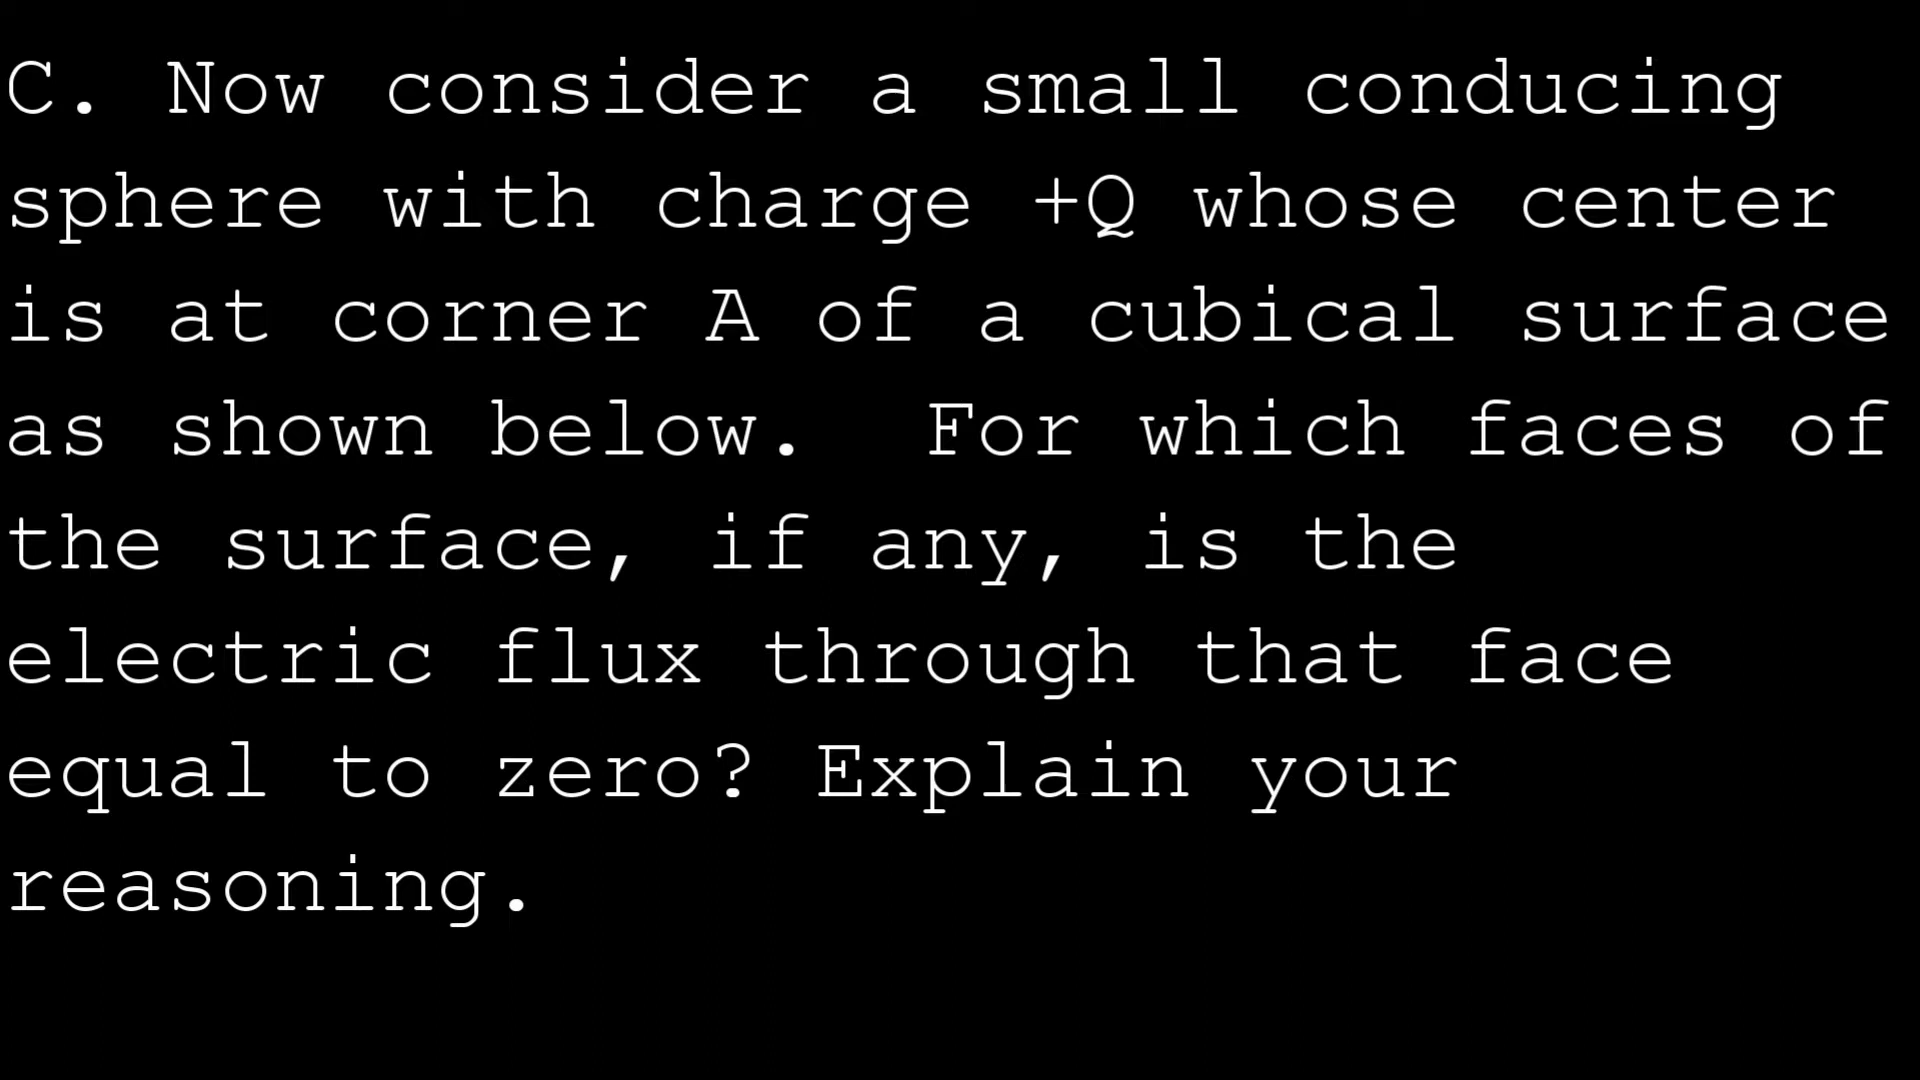 C. Now consider a small conducing
sphere with charge +Q whose center
is at corner A of a cubical surface
as shown below.  For which faces of
the surface, if any, is the
electric flux through that face
equal to zero? Explain your
reasoning.